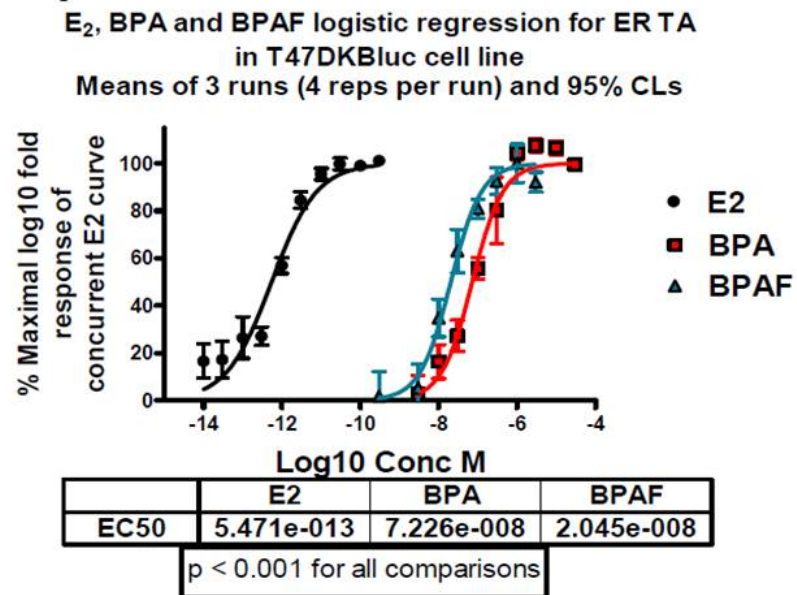 E₂, BPA and BPAF logistic regression for ER TA
in T47DKBluc cell line
Means of 3 runs (4 reps per run) and 95% CLs
% Maximal log10 fold
response of
concurrent E2 curve
100
80
60
40
20
0
-14 -12 -10 -8 -6 -4
Log10 Conc M
E2
BPA
BPAF
E2 BPA BPAF
EC50 5.471e-013 7.226e-008 2.045e-008
p < 0.001 for all comparisons